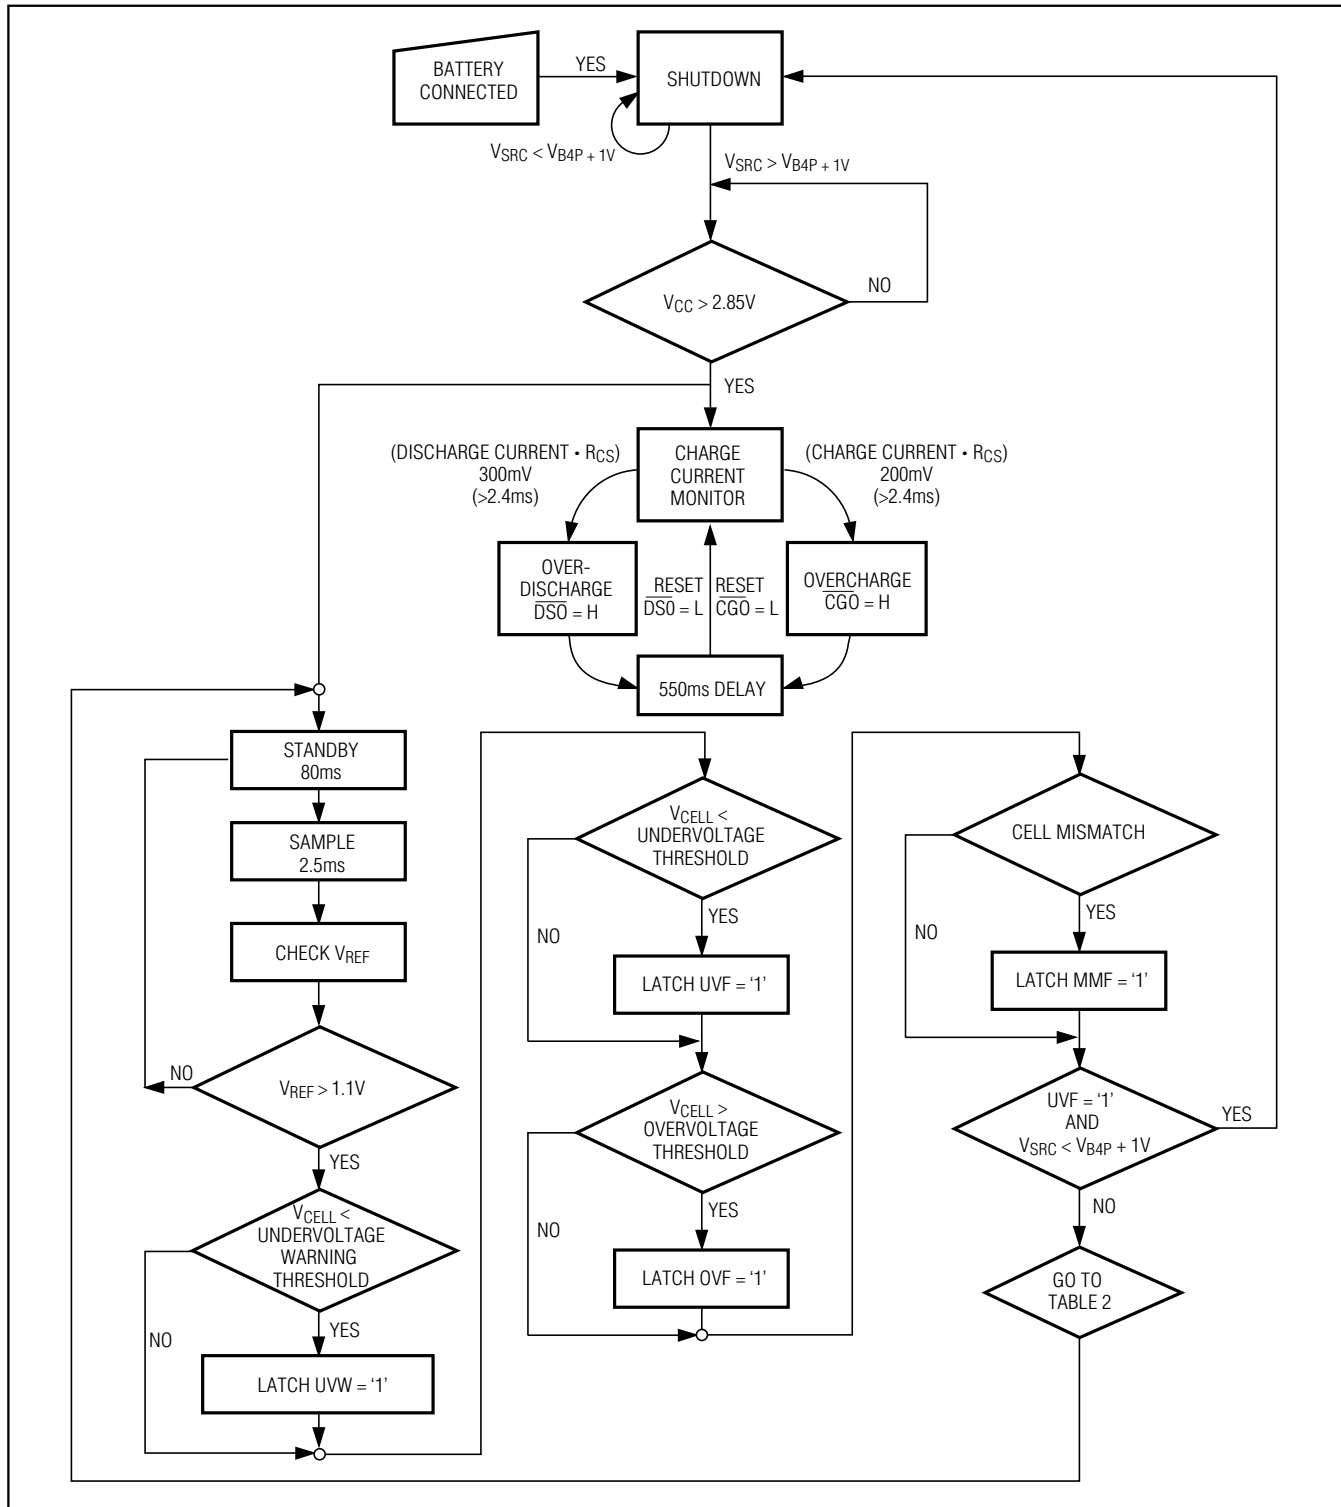 BATTERY
CONNECTED
YES
SHUTDOWN
VSRC < VB4P + 1V
VSRC > VB4P + 1V
VCC > 2.85V
NO
YES
(DISCHARGE CURRENT • RCS)
300mV
(>2.4ms)
CHARGE
CURRENT
MONITOR
(CHARGE CURRENT • RCS)
200mV
(>2.4ms)
OVER-
DISCHARGE
D̅S̅O̅ = H
RESET
D̅S̅O̅ = L
RESET
C̅G̅O̅ = L
OVERCHARGE
C̅G̅O̅ = H
550ms DELAY
STANDBY
80ms
SAMPLE
2.5ms
CHECK VREF
NO
VREF > 1.1V
YES
VCELL <
UNDERVOLTAGE
WARNING
THRESHOLD
NO
YES
LATCH UVW = ‘1’
VCELL <
UNDERVOLTAGE
THRESHOLD
YES
NO
LATCH UVF = ‘1’
VCELL >
OVERVOLTAGE
THRESHOLD
YES
NO
LATCH OVF = ‘1’
CELL MISMATCH
YES
NO
LATCH MMF = ‘1’
UVF = ‘1’
AND
VSRC < VB4P + 1V
YES
NO
GO TO
TABLE 2